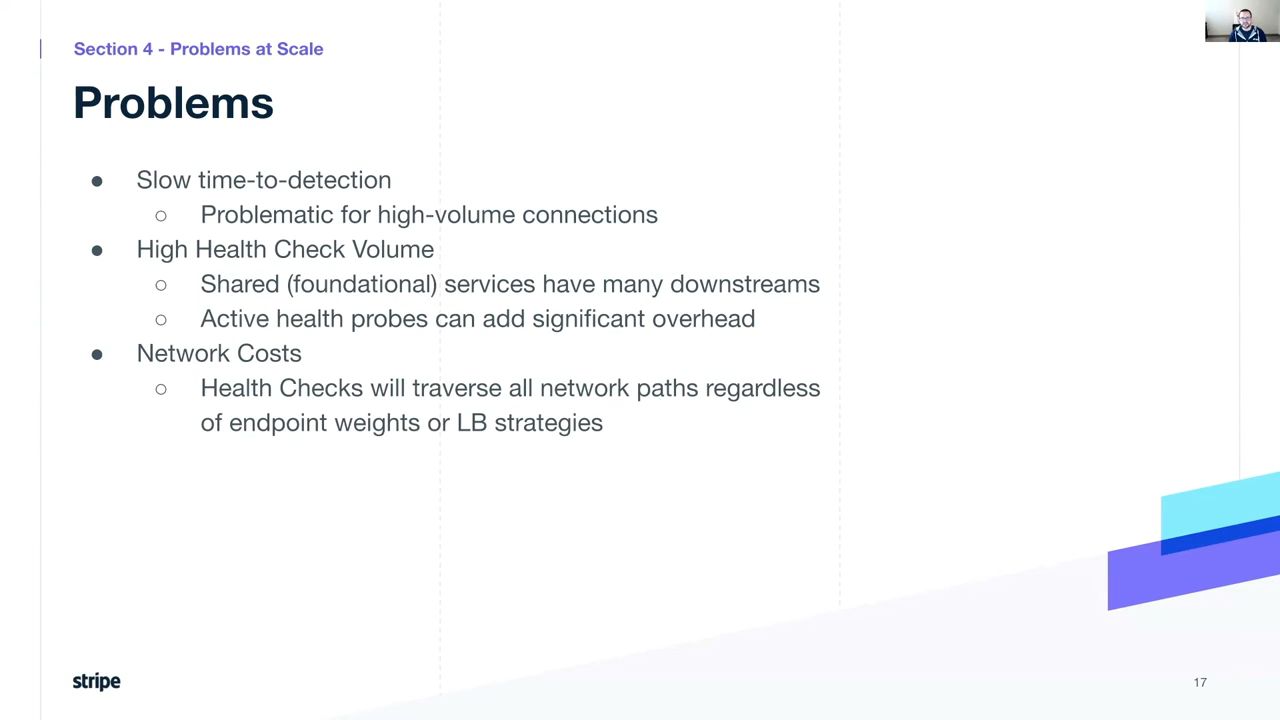 Section 4 - Problems at Scale
Problems
● Slow time-to-detection
○ Problematic for high-volume connections
● High Health Check Volume
○ Shared (foundational) services have many downstreams
○ Active health probes can add significant overhead
● Network Costs
○ Health Checks will traverse all network paths regardless
of endpoint weights or LB strategies
stripe
17